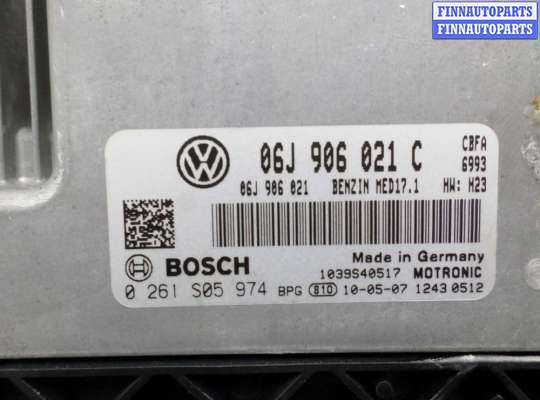 FINNAUTOPARTS
FINNAUTOPARTS
06J 906 021 C
CBFA
6993
06J 906 021 BENZIN MED17.1 HW: H23
Made in Germany
BOSCH
1039S40517 MOTRONIC
0 261 S05 974 BPG 810 10-05-07 1243 0512